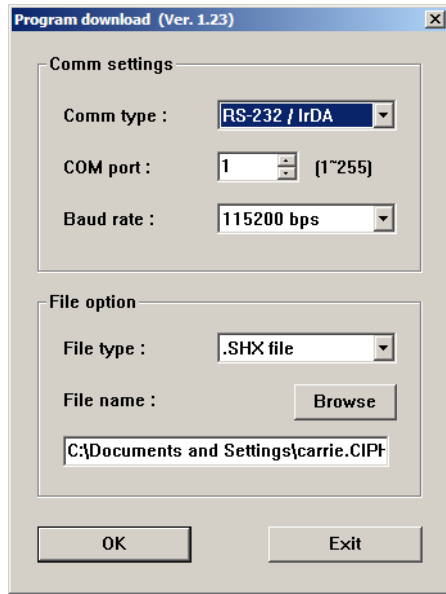 Program download (Ver. 1.23)
Comm settings
Comm type : RS-232 / IrDA
COM port : 1 (1~255)
Baud rate : 115200 bps
File option
File type : .SHX file
File name : Browse
C:\Documents and Settings\carrie.CIPH
OK Exit